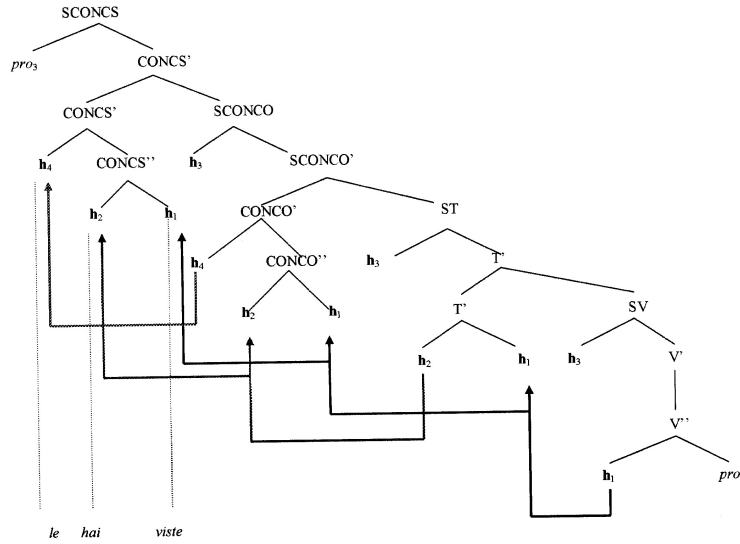 SCONCS
pro₃ CONCS'
CONCS' SCONCO
h₄ CONCS'' h₃ SCONCO'
h₂ h₁ CONCO' ST
h₄ CONCO'' h₃ T'
h₂ h₁ T' SV
h₂ h₁ h₃ V'
V''
h₁ pro
le hai viste